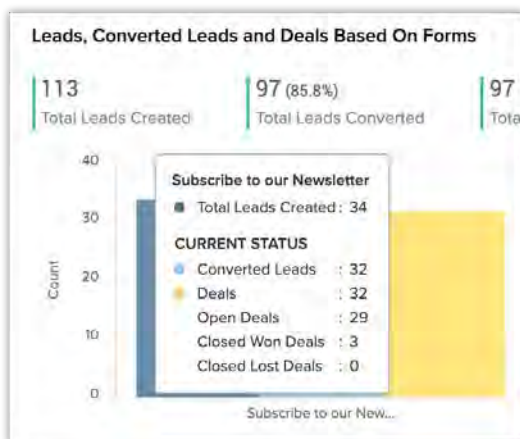 Leads, Converted Leads and Deals Based On Forms
113
Total Leads Created
97 (85.8%)
Total Leads Converted
97
40
30
20
10
0
Count
Subscribe to our Newsletter
Total Leads Created : 34
CURRENT STATUS
Converted Leads : 32
Deals : 32
Open Deals : 29
Closed Won Deals : 3
Closed Lost Deals : 0
Subscribe to our New...